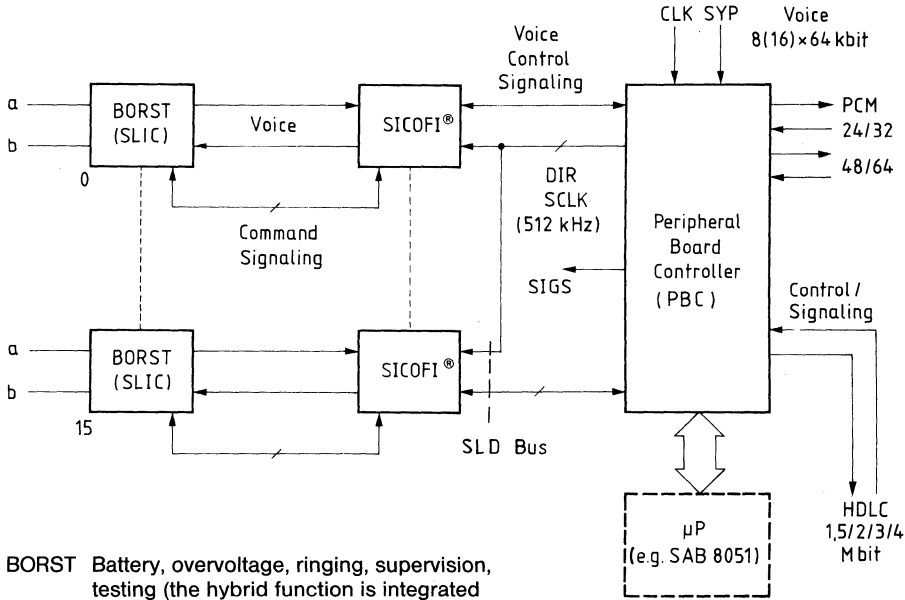 CLK SYP
Voice
8(16)×64 kbit
Voice
Control
Signaling
a
BORST
(SLIC)
Voice
SICOFI®
PCM
24/32
48/64
b
0
DIR
SCLK
(512 kHz)
Command
Signaling
SIGS
Peripheral
Board
Controller
(PBC)
Control/
Signaling
a
BORST
(SLIC)
SICOFI®
b
15
SLD Bus
µP
(e.g. SAB 8051)
HDLC
1,5/2/3/4
Mbit
BORST Battery, overvoltage, ringing, supervision,
testing (the hybrid function is integrated